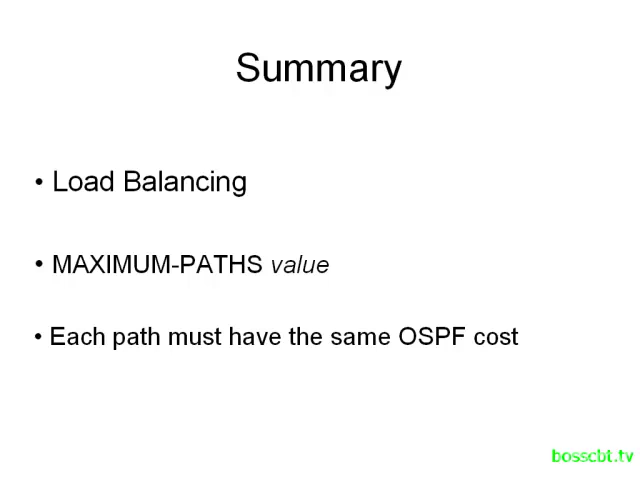 Summary
• Load Balancing
• MAXIMUM-PATHS value
• Each path must have the same OSPF cost
bosscbt.tv